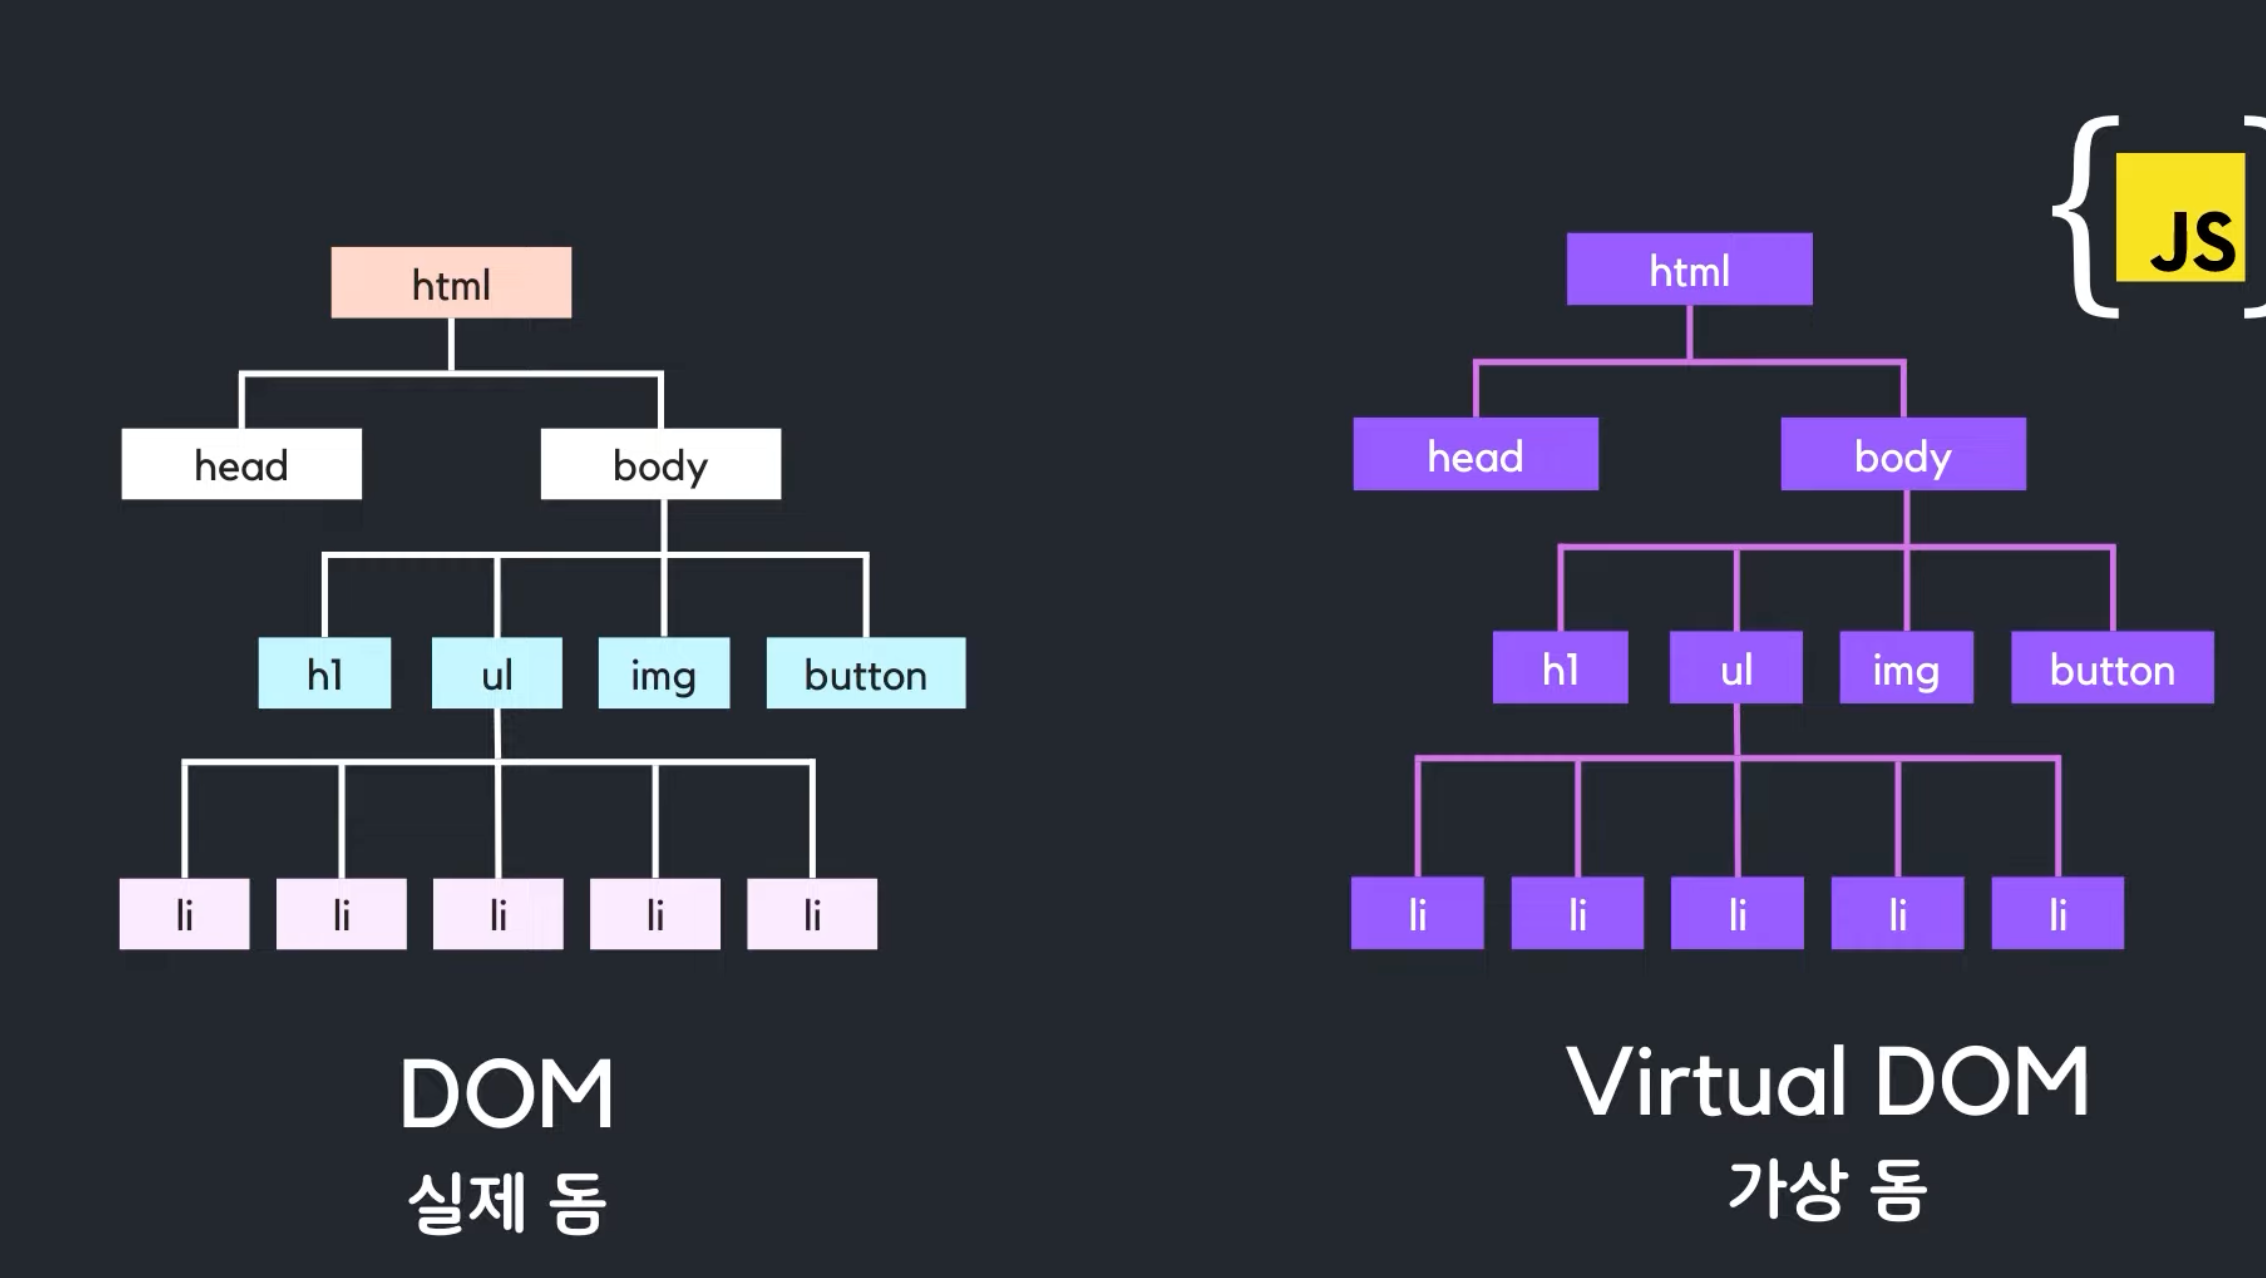 html
head
body
h1
ul
img
button
li
li
li
li
li
DOM
실제 돔
{ JS }
html
head
body
h1
ul
img
button
li
li
li
li
li
Virtual DOM
가상 돔